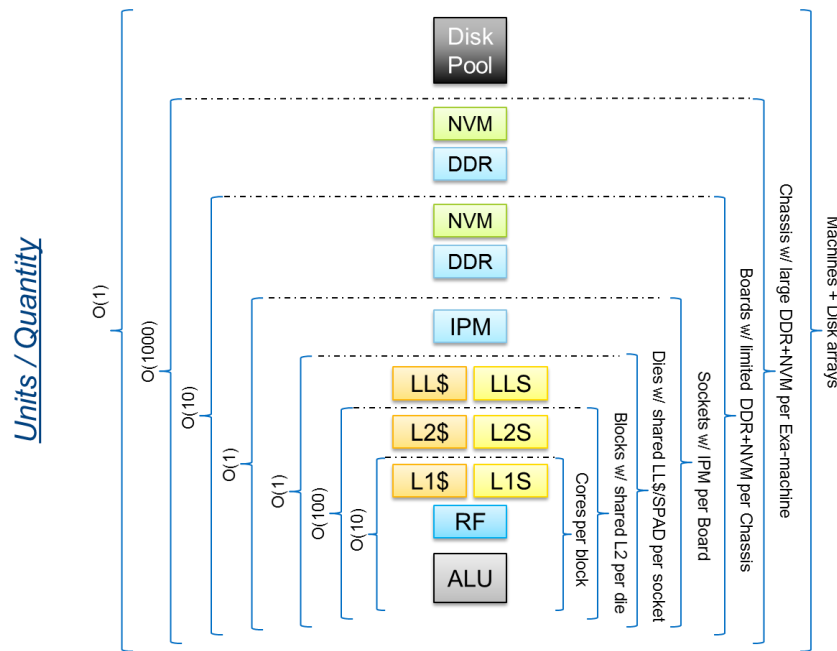 Disk
Pool
NVM
DDR
NVM
DDR
IPM
LL$ LLS
L2$ L2S
L1$ L1S
RF
ALU
Units / Quantity
O(1)
O(1000)
O(10)
O(1)
O(1)
O(100)
O(10)
Cores per block
Blocks w/ shared L2 per die
Dies w/ shared LL$/SPAD per socket
Sockets w/ IPM per Board
Boards w/ limited DDR+NVM per Chassis
Chassis w/ large DDR+NVM per Exa-machine
Machines + Disk arrays